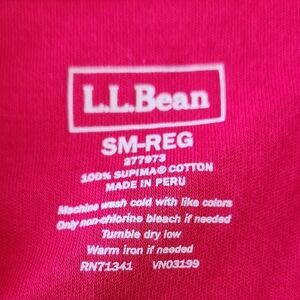 L.L.Bean
SM-REG
277973
100% SUPIMA® COTTON
MADE IN PERU
Machine wash cold with like colors
Only non-chlorine bleach if needed
Tumble dry low
Warm iron if needed
RN71341 VN03199